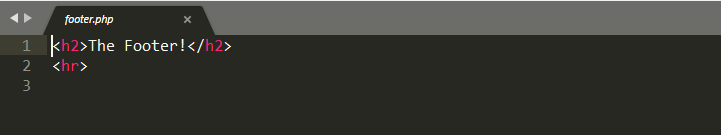 footer.php
1 <h2>The Footer!</h2>
2 <hr>
3